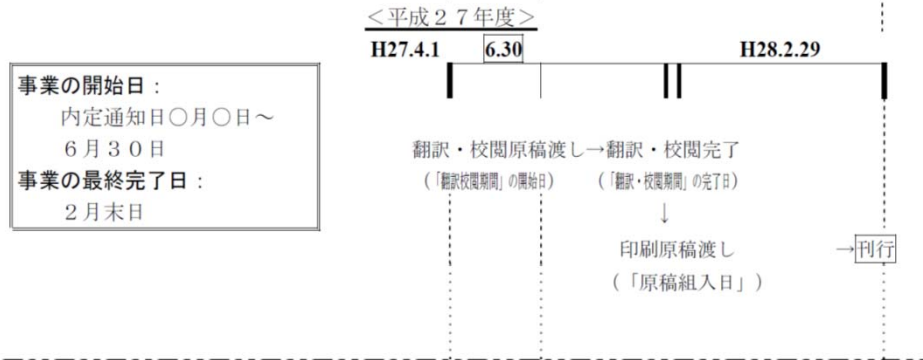 <平成２７年度>
H27.4.1 6.30 H28.2.29
事業の開始日：
内定通知日○月○日～
６月３０日
事業の最終完了日：
２月末日
翻訳・校閲原稿渡し→翻訳・校閲完了
(「翻訳校閲期間」の開始日) (「翻訳・校閲期間」の完了日)
↓
印刷原稿渡し →刊行
(「原稿組入日」)